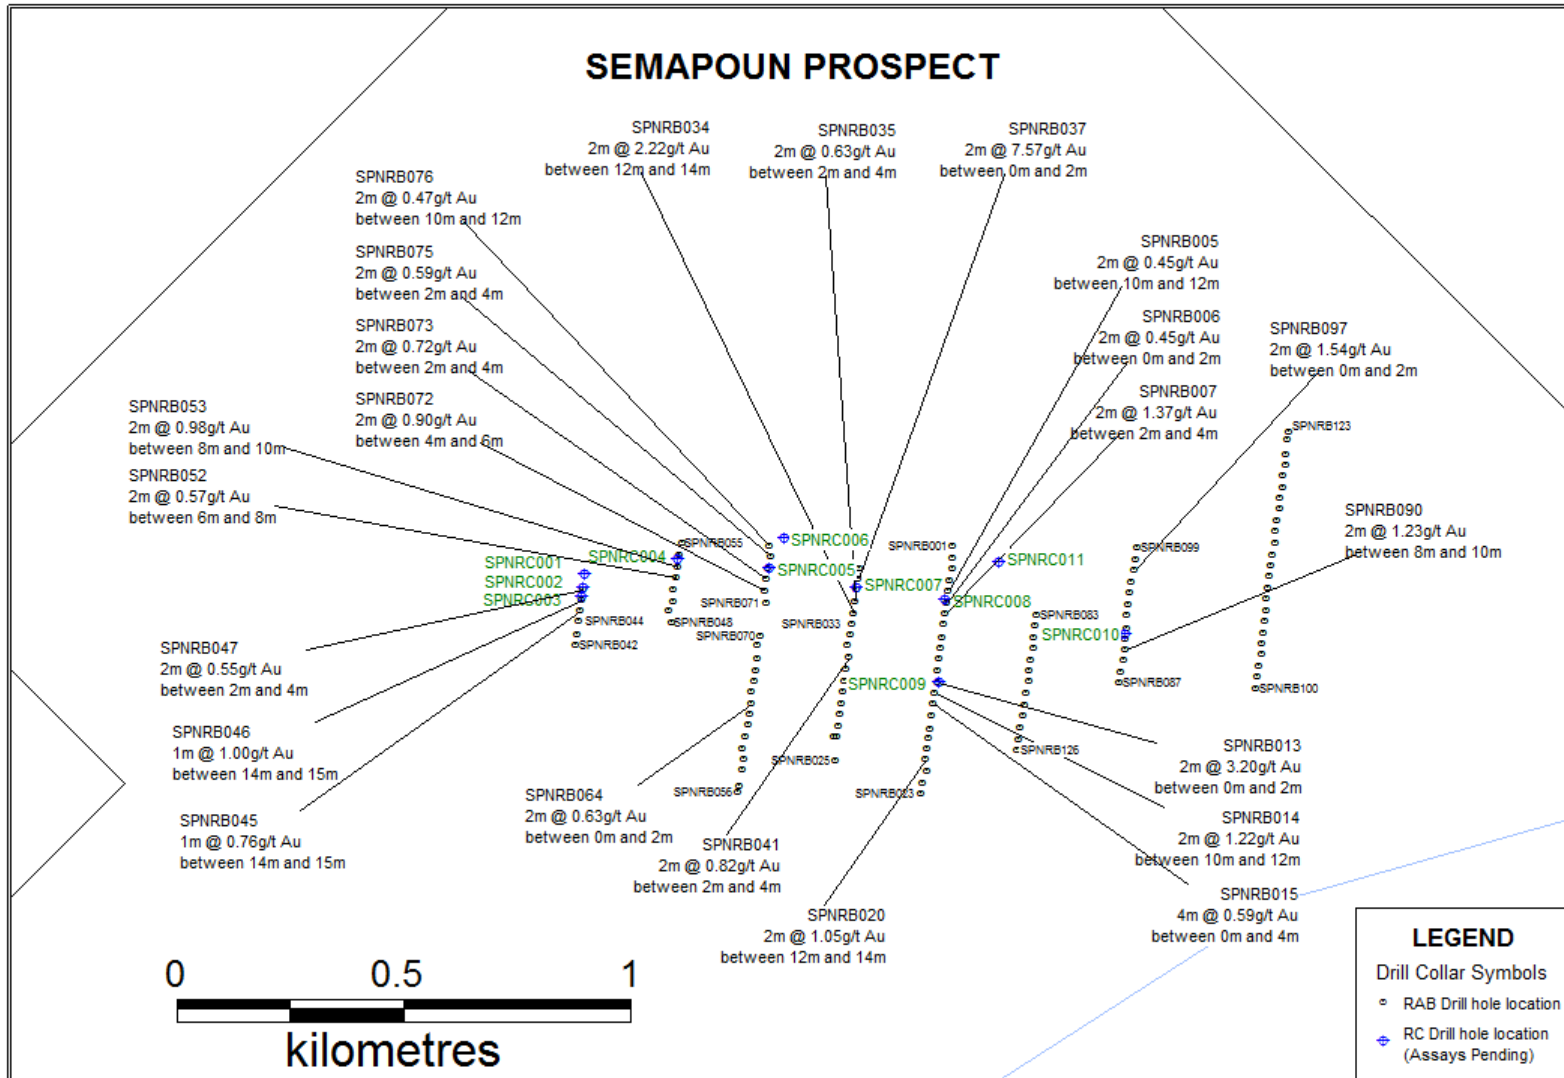 SEMAPOUN PROSPECT
SPNRB034
2m @ 2.22g/t Au
between 12m and 14m
SPNRB035
2m @ 0.63g/t Au
between 2m and 4m
SPNRB037
2m @ 7.57g/t Au
between 0m and 2m
SPNRB076
2m @ 0.47g/t Au
between 10m and 12m
SPNRB075
2m @ 0.59g/t Au
between 2m and 4m
SPNRB073
2m @ 0.72g/t Au
between 2m and 4m
SPNRB072
2m @ 0.90g/t Au
between 4m and 6m
SPNRB053
2m @ 0.98g/t Au
between 8m and 10m
SPNRB052
2m @ 0.57g/t Au
between 6m and 8m
SPNRB005
2m @ 0.45g/t Au
between 10m and 12m
SPNRB006
2m @ 0.45g/t Au
between 0m and 2m
SPNRB007
2m @ 1.37g/t Au
between 2m and 4m
SPNRB097
2m @ 1.54g/t Au
between 0m and 2m
SPNRB123
SPNRB090
2m @ 1.23g/t Au
between 8m and 10m
SPNRC006
SPNRB055
SPNRB001
SPNRB099
SPNRC001
SPNRC004
SPNRC005
SPNRC011
SPNRC002
SPNRC007
SPNRC003
SPNRB071
SPNRC008
SPNRB044
SPNRB048
SPNRB033
SPNRB083
SPNRB042
SPNRB070
SPNRC010
SPNRC009
SPNRB087
SPNRB100
SPNRB047
2m @ 0.55g/t Au
between 2m and 4m
SPNRB046
1m @ 1.00g/t Au
between 14m and 15m
SPNRB045
1m @ 0.76g/t Au
between 14m and 15m
SPNRB126
SPNRB025
SPNRB056
SPNRB023
SPNRB064
2m @ 0.63g/t Au
between 0m and 2m
SPNRB041
2m @ 0.82g/t Au
between 2m and 4m
SPNRB020
2m @ 1.05g/t Au
between 12m and 14m
SPNRB013
2m @ 3.20g/t Au
between 0m and 2m
SPNRB014
2m @ 1.22g/t Au
between 10m and 12m
SPNRB015
4m @ 0.59g/t Au
between 0m and 4m
0 0.5 1
kilometres
LEGEND
Drill Collar Symbols
RAB Drill hole location
RC Drill hole location
(Assays Pending)